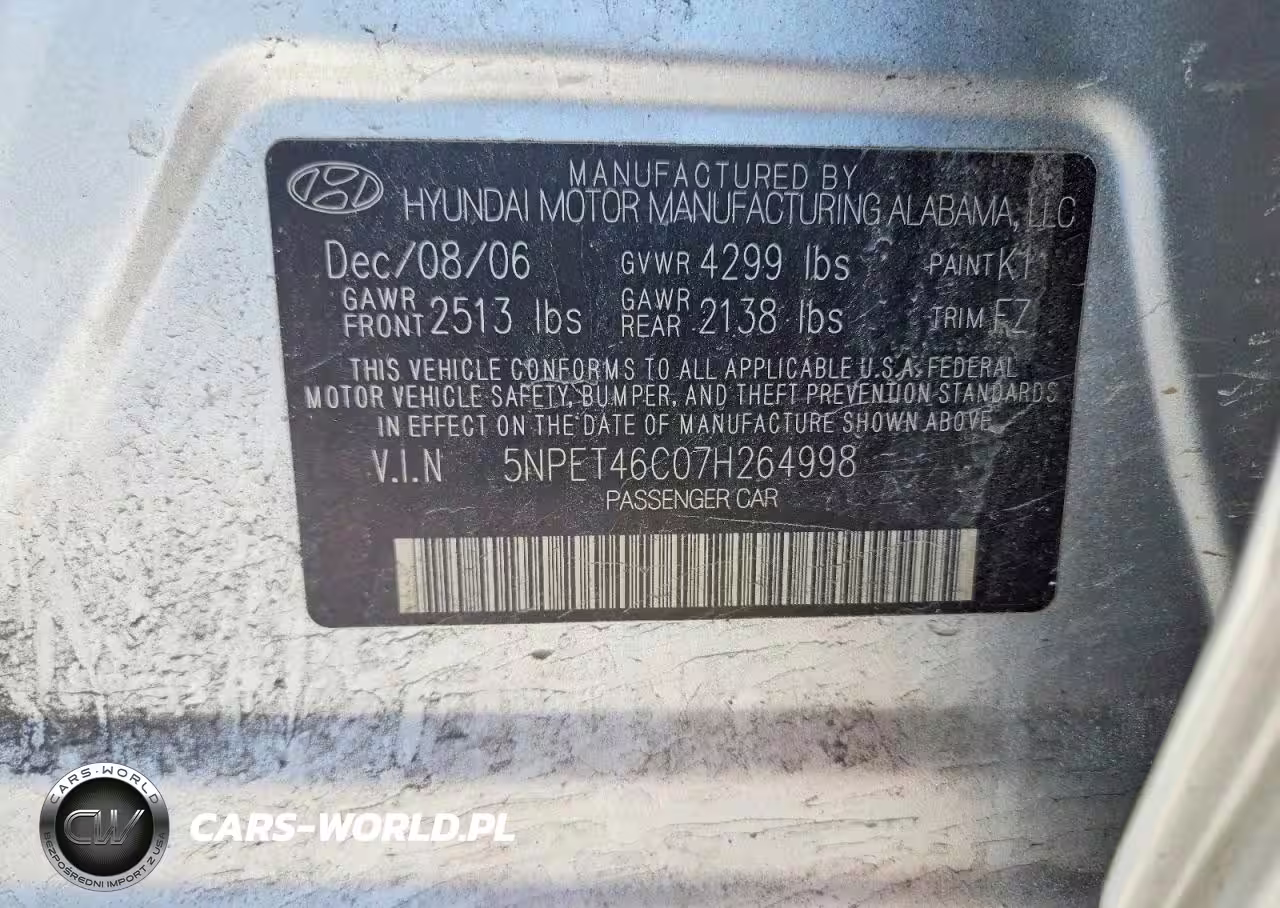 MANUFACTURED BY
HYUNDAI MOTOR MANUFACTURING ALABAMA, LLC
Dec/08/06 GVWR 4299 lbs PAINT K1
GAWR FRONT 2513 lbs GAWR REAR 2138 lbs TRIM FZ
THIS VEHICLE CONFORMS TO ALL APPLICABLE U.S.A. FEDERAL
MOTOR VEHICLE SAFETY, BUMPER, AND THEFT PREVENTION STANDARDS
IN EFFECT ON THE DATE OF MANUFACTURE SHOWN ABOVE
V.I.N 5NPET46C07H264998
PASSENGER CAR
CARS-WORLD
CW
BEZPOŚREDNI IMPORT Z USA
CARS-WORLD.PL